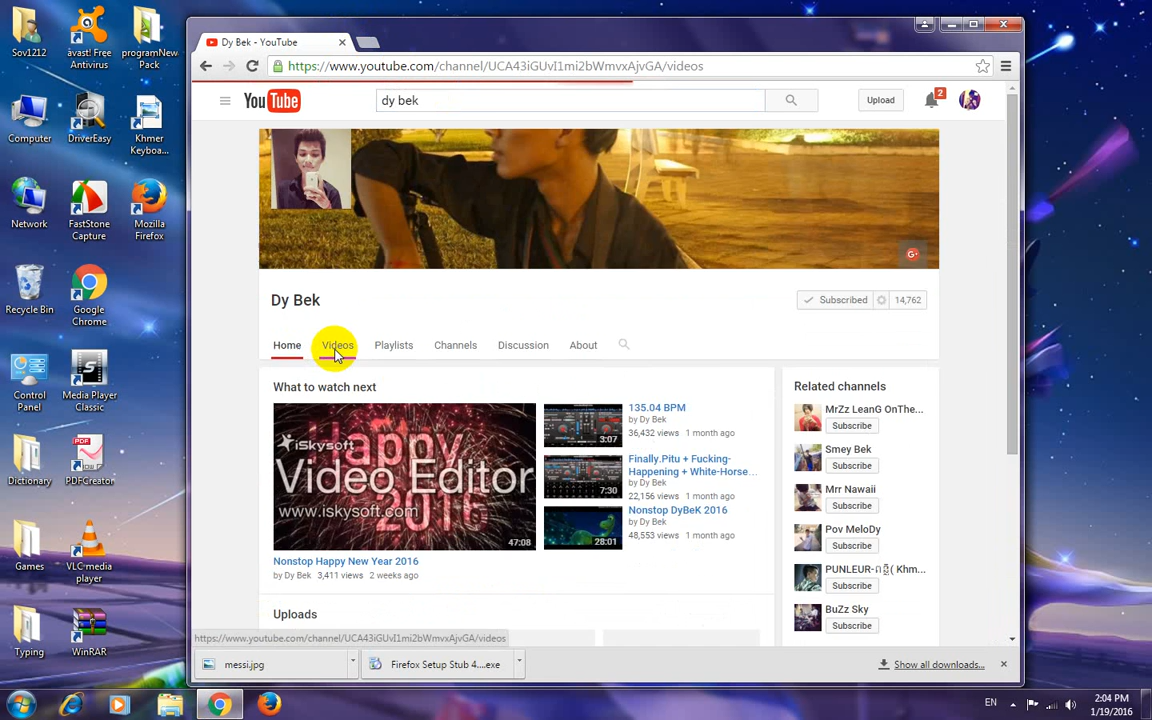 Sov1212
avast! Free
Antivirus
programNew
Pack
Computer
DriverEasy
Khmer
Keyboa...
Network
FastStone
Capture
Mozilla
Firefox
Recycle Bin
Google
Chrome
Control
Panel
Media Player
Classic
Dictionary
PDFCreator
Games
VLC media
player
Typing
WinRAR
Dy Bek - YouTube
https://www.youtube.com/channel/UCA43iGUvI1mi2bWmvxAjvGA/videos
YouTube
dy bek
Upload
2
Dy Bek
Subscribed
14,762
Home
Videos
Playlists
Channels
Discussion
About
What to watch next
iSkysoft
Happy
Video Editor
2016
www.iskysoft.com
47:08
Nonstop Happy New Year 2016
by Dy Bek 3,411 views 2 weeks ago
3:07
135.04 BPM
by Dy Bek
36,432 views 1 month ago
7:30
Finally.Pitu + Fucking-
Happening + White-Horse...
by Dy Bek
22,156 views 1 month ago
28:01
Nonstop DyBeK 2016
by Dy Bek
48,553 views 1 month ago
Uploads
Related channels
MrZz LeanG OnThe...
Subscribe
Smey Bek
Subscribe
Mrr Nawaii
Subscribe
Pov MeloDy
Subscribe
Subscribe
BuZz Sky
Subscribe
https://www.youtube.com/channel/UCA43iGUvI1mi2bWmvxAjvGA/videos
messi.jpg
Firefox Setup Stub 4....exe
Show all downloads...
EN
2:04 PM
1/19/2016